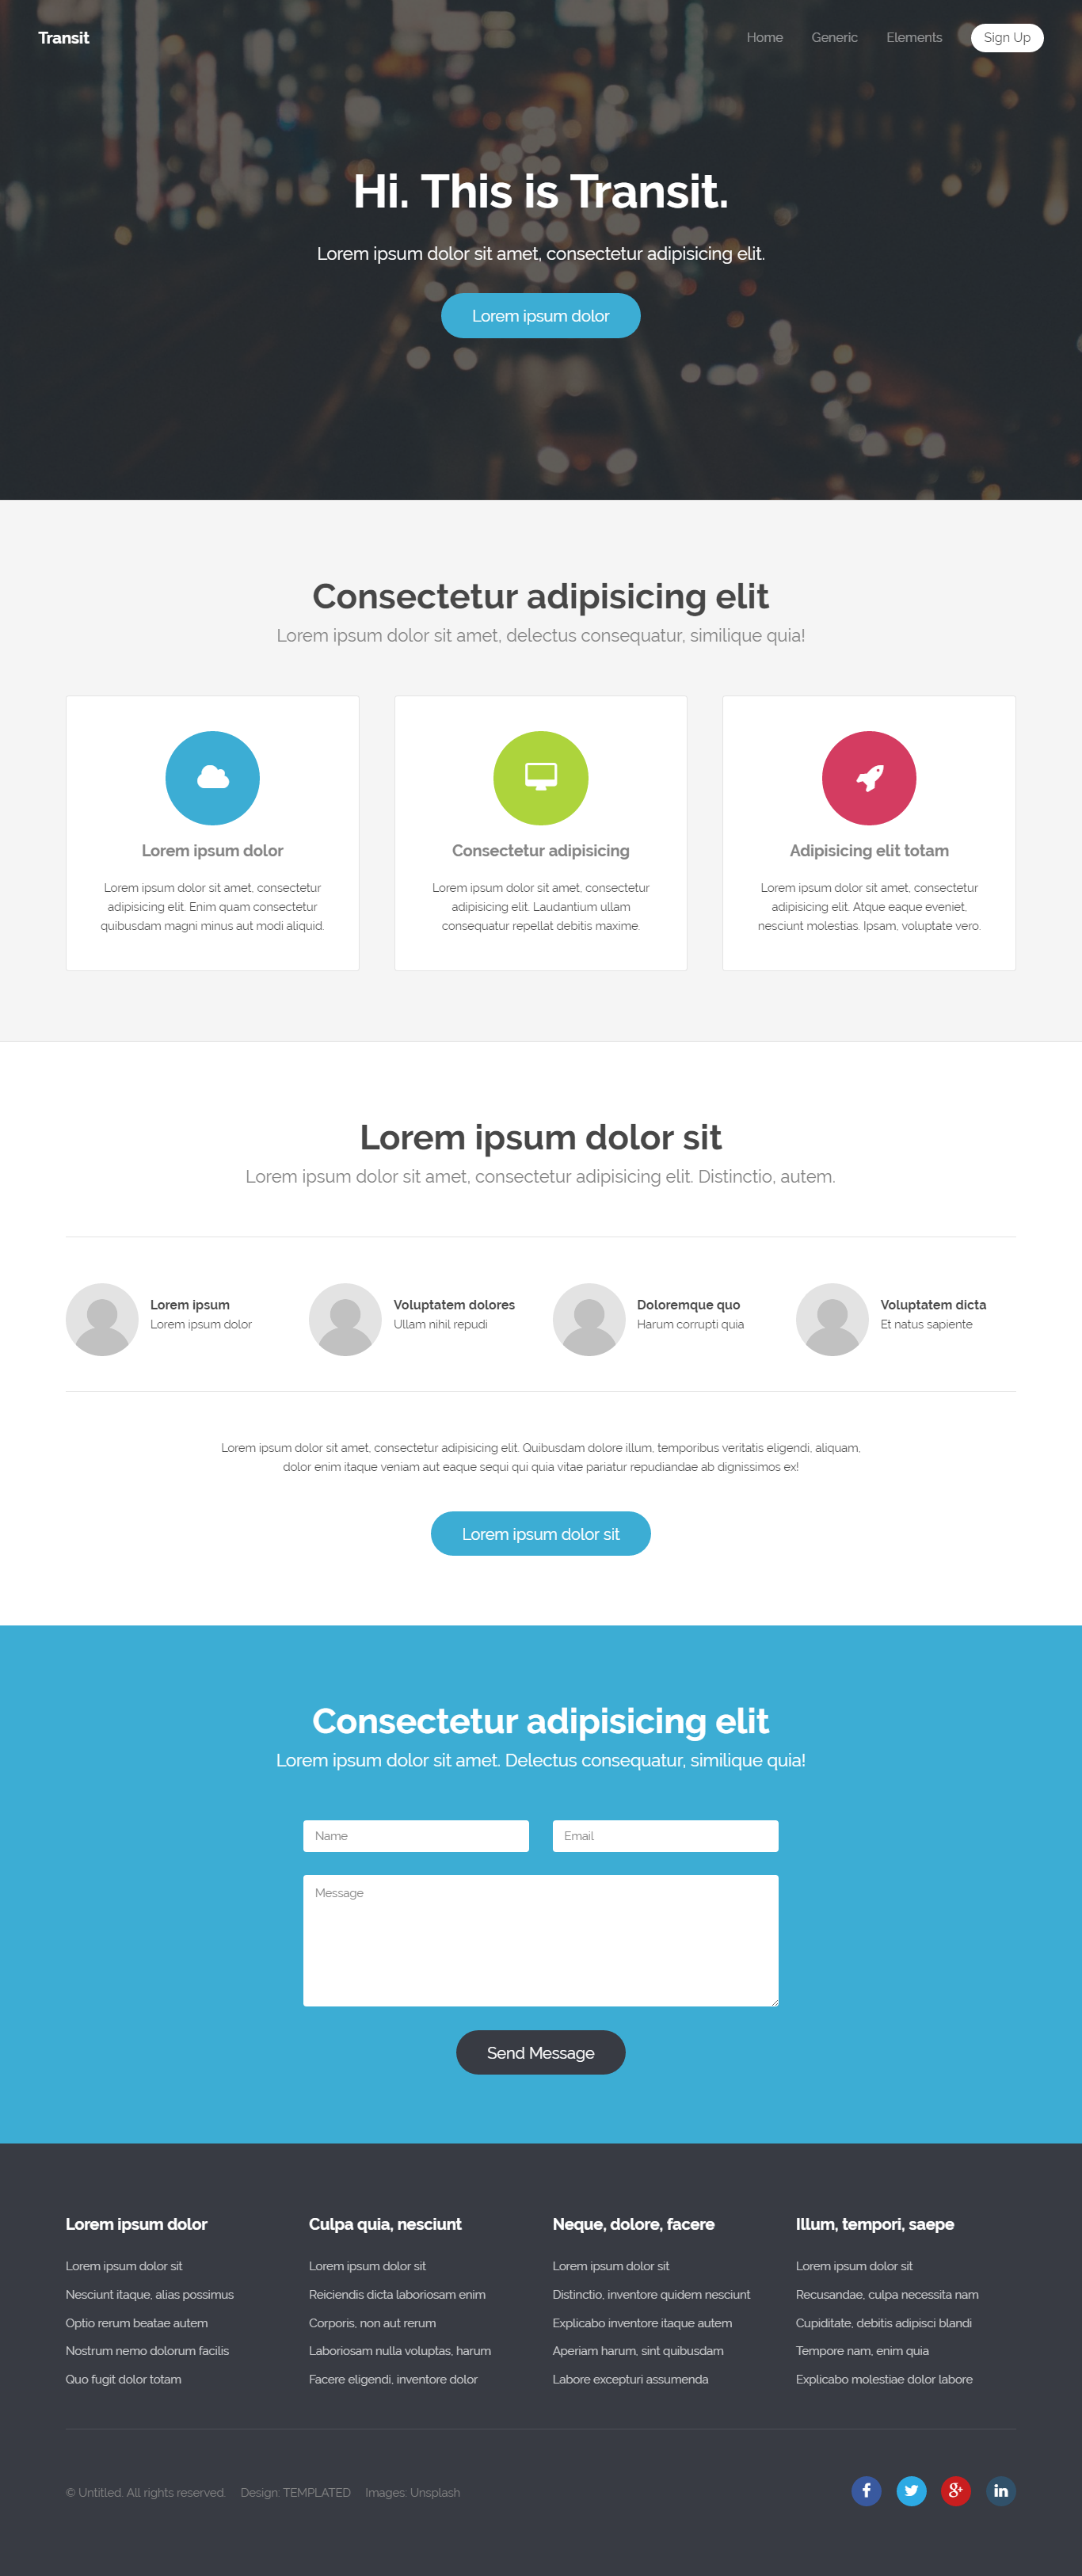 Transit
Home Generic Elements Sign Up
Hi. This is Transit.
Lorem ipsum dolor sit amet, consectetur adipisicing elit.
Lorem ipsum dolor
Consectetur adipisicing elit
Lorem ipsum dolor sit amet, delectus consequatur, similique quia!
Lorem ipsum dolor
Lorem ipsum dolor sit amet, consectetur
adipisicing elit. Enim quam consectetur
quibusdam magni minus aut modi aliquid.
Consectetur adipisicing
Lorem ipsum dolor sit amet, consectetur
adipisicing elit. Laudantium ullam
consequatur repellat debitis maxime.
Adipisicing elit totam
Lorem ipsum dolor sit amet, consectetur
adipisicing elit. Atque eaque eveniet,
nesciunt molestias. Ipsam, voluptate vero.
Lorem ipsum dolor sit
Lorem ipsum dolor sit amet, consectetur adipisicing elit. Distinctio, autem.
Lorem ipsum
Lorem ipsum dolor
Voluptatem dolores
Ullam nihil repudi
Doloremque quo
Harum corrupti quia
Voluptatem dicta
Et natus sapiente
Lorem ipsum dolor sit amet, consectetur adipisicing elit. Quibusdam dolore illum, temporibus veritatis eligendi, aliquam,
dolor enim itaque veniam aut eaque sequi qui quia vitae pariatur repudiandae ab dignissimos ex!
Lorem ipsum dolor sit
Consectetur adipisicing elit
Lorem ipsum dolor sit amet. Delectus consequatur, similique quia!
Name
Email
Message
Send Message
Lorem ipsum dolor
Lorem ipsum dolor sit
Nesciunt itaque, alias possimus
Optio rerum beatae autem
Nostrum nemo dolorum facilis
Quo fugit dolor totam
Culpa quia, nesciunt
Lorem ipsum dolor sit
Reiciendis dicta laboriosam enim
Corporis, non aut rerum
Laboriosam nulla voluptas, harum
Facere eligendi, inventore dolor
Neque, dolore, facere
Lorem ipsum dolor sit
Distinctio, inventore quidem nesciunt
Explicabo inventore itaque autem
Aperiam harum, sint quibusdam
Labore excepturi assumenda
Illum, tempori, saepe
Lorem ipsum dolor sit
Recusandae, culpa necessita nam
Cupiditate, debitis adipisci blandi
Tempore nam, enim quia
Explicabo molestiae dolor labore
© Untitled. All rights reserved. Design: TEMPLATED Images: Unsplash